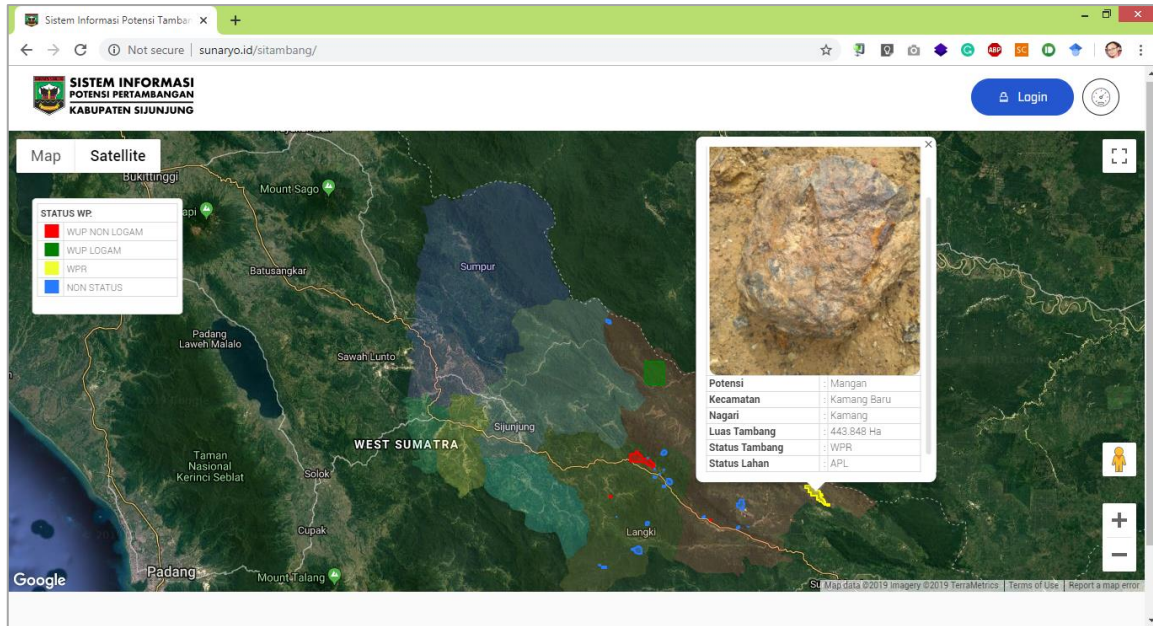 Sistem Informasi Potensi Tambar
Not secure | sunaryo.id/sitambang/
ABP
SC
SISTEM INFORMASI
POTENSI PERTAMBANGAN
KABUPATEN SIJUNJUNG
Login
Map Satellite
Bukittinggi
Mount Sago
api
STATUS WP.
WUP NON LOGAM
WUP LOGAM
WPR
NON STATUS
Sumpur
Batusangkar
Padang
Laweh Malalo
Sawah Lunto
Sijunjung
WEST SUMATRA
Taman
Nasional
Kerinci Seblat
Solok
Cupak
Langki
Padang
Mount Talang
Potensi : Mangan
Kecamatan : Kamang Baru
Nagari : Kamang
Luas Tambang : 443.848 Ha
Status Tambang : WPR
Status Lahan : APL
Google
Map data ©2019 Imagery ©2019 TerraMetrics | Terms of Use | Report a map error